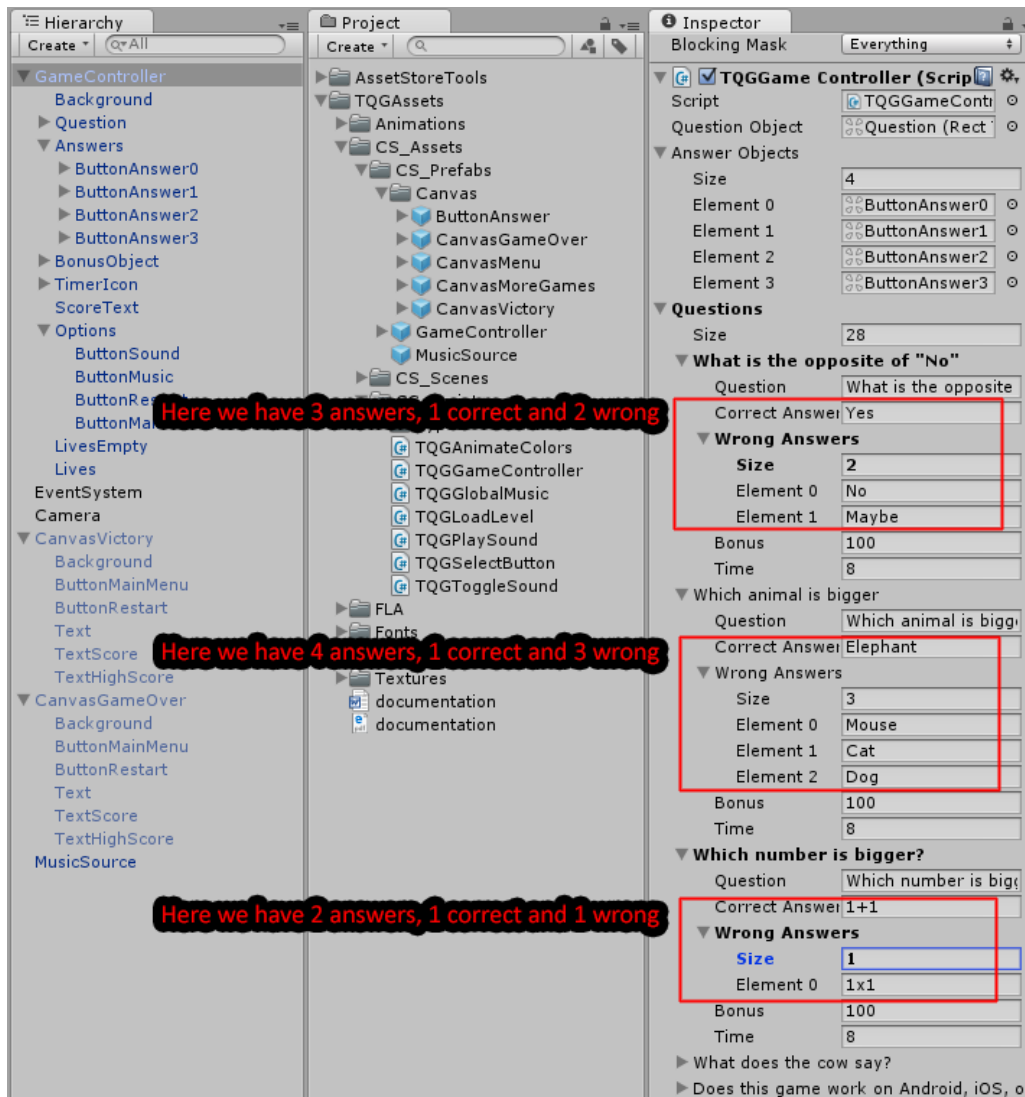 Hierarchy
Create
All
GameController
Background
Question
Answers
ButtonAnswer0
ButtonAnswer1
ButtonAnswer2
ButtonAnswer3
BonusObject
TimerIcon
ScoreText
Options
ButtonSound
ButtonMusic
LivesEmpty
Lives
EventSystem
Camera
CanvasVictory
Background
ButtonMainMenu
ButtonRestart
Text
TextScore
TextHighScore
CanvasGameOver
Background
ButtonMainMenu
ButtonRestart
Text
TextScore
TextHighScore
MusicSource
Project
Create
AssetStoreTools
TQGAssets
Animations
CS_Assets
CS_Prefabs
Canvas
ButtonAnswer
CanvasGameOver
CanvasMenu
CanvasMoreGames
CanvasVictory
GameController
MusicSource
CS_Scenes
TQGAnimateColors
TQGGameController
TQGGlobalMusic
TQGLoadLevel
TQGPlaySound
TQGSelectButton
TQGToggleSound
FLA
Fonts
Textures
documentation
documentation
Here we have 3 answers, 1 correct and 2 wrong
Here we have 4 answers, 1 correct and 3 wrong
Here we have 2 answers, 1 correct and 1 wrong
Inspector
Blocking Mask Everything
TQGGame Controller (Scrip
Script TQGGameContr
Question Object Question (Rect
Answer Objects
Size 4
Element 0 ButtonAnswer0
Element 1 ButtonAnswer1
Element 2 ButtonAnswer2
Element 3 ButtonAnswer3
Questions
Size 28
What is the opposite of "No"
Question What is the opposite
Correct Answer Yes
Wrong Answers
Size 2
Element 0 No
Element 1 Maybe
Bonus 100
Time 8
Which animal is bigger
Question Which animal is bigg
Correct Answer Elephant
Wrong Answers
Size 3
Element 0 Mouse
Element 1 Cat
Element 2 Dog
Bonus 100
Time 8
Which number is bigger?
Question Which number is big
Correct Answer 1+1
Wrong Answers
Size 1
Element 0 1x1
Bonus 100
Time 8
What does the cow say?
Does this game work on Android, iOS, o